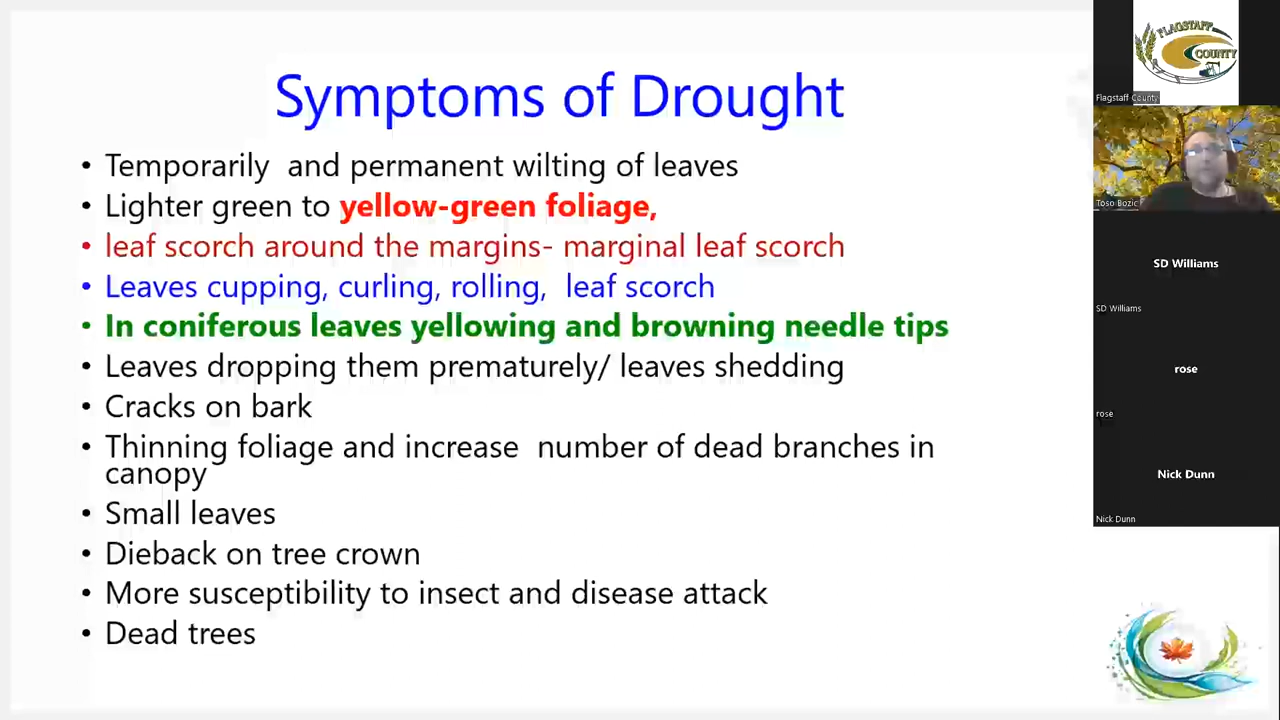 Symptoms of Drought
• Temporarily  and permanent wilting of leaves
• Lighter green to yellow-green foliage,
• leaf scorch around the margins- marginal leaf scorch
• Leaves cupping, curling, rolling,  leaf scorch
• In coniferous leaves yellowing and browning needle tips
• Leaves dropping them prematurely/ leaves shedding
• Cracks on bark
• Thinning foliage and increase  number of dead branches in
canopy
• Small leaves
• Dieback on tree crown
• More susceptibility to insect and disease attack
• Dead trees
FLAGSTAFF
COUNTY
Flagstaff County
Toso Bozic
SD Williams
SD Williams
rose
rose
Nick Dunn
Nick Dunn